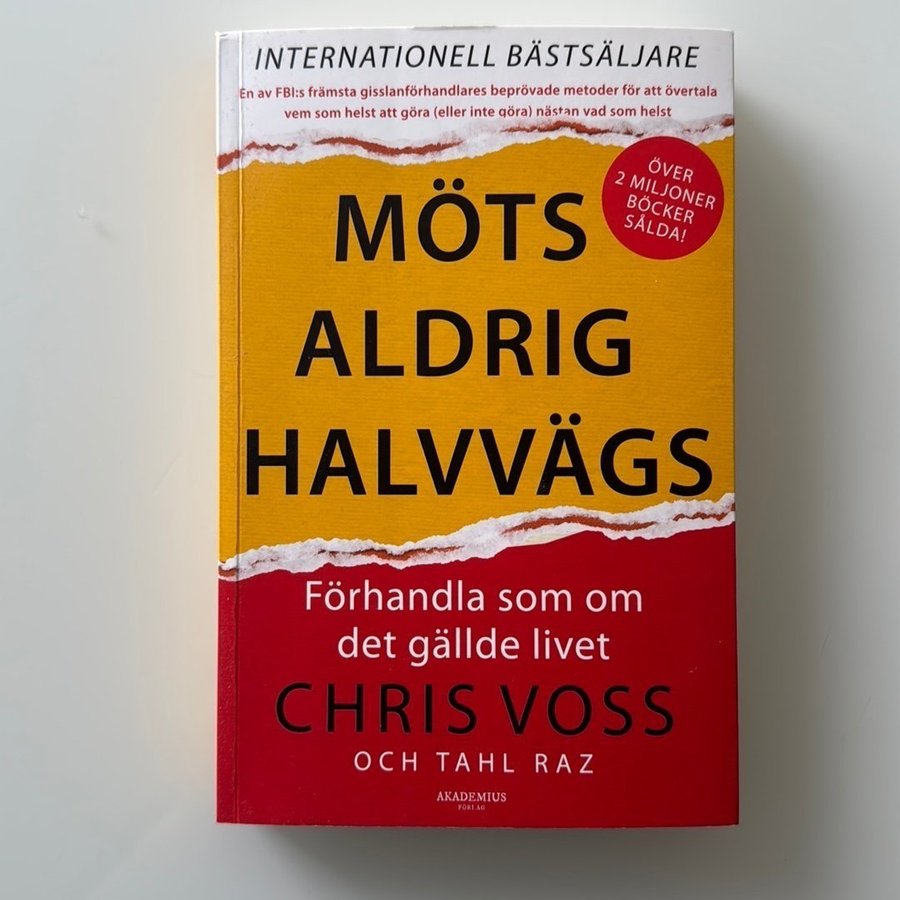 INTERNATIONELL BÄSTSÄLJARE
En av FBI:s främsta gisslanförhandlares beprövade metoder för att övertala
vem som helst att göra (eller inte göra) nästan vad som helst
ÖVER
2 MILJONER
BÖCKER
SÅLDA!
MÖTS
ALDRIG
HALVVÄGS
Förhandla som om
det gällde livet
CHRIS VOSS
OCH TAHL RAZ
AKADEMIUS
FÖRLAG